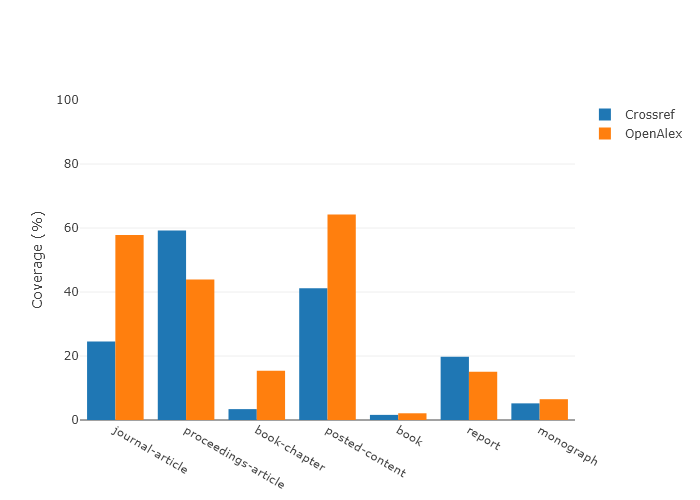 100
80
60
40
20
0
Coverage (%)
journal-article
proceedings-article
book-chapter
posted-content
book
report
monograph
Crossref
OpenAlex